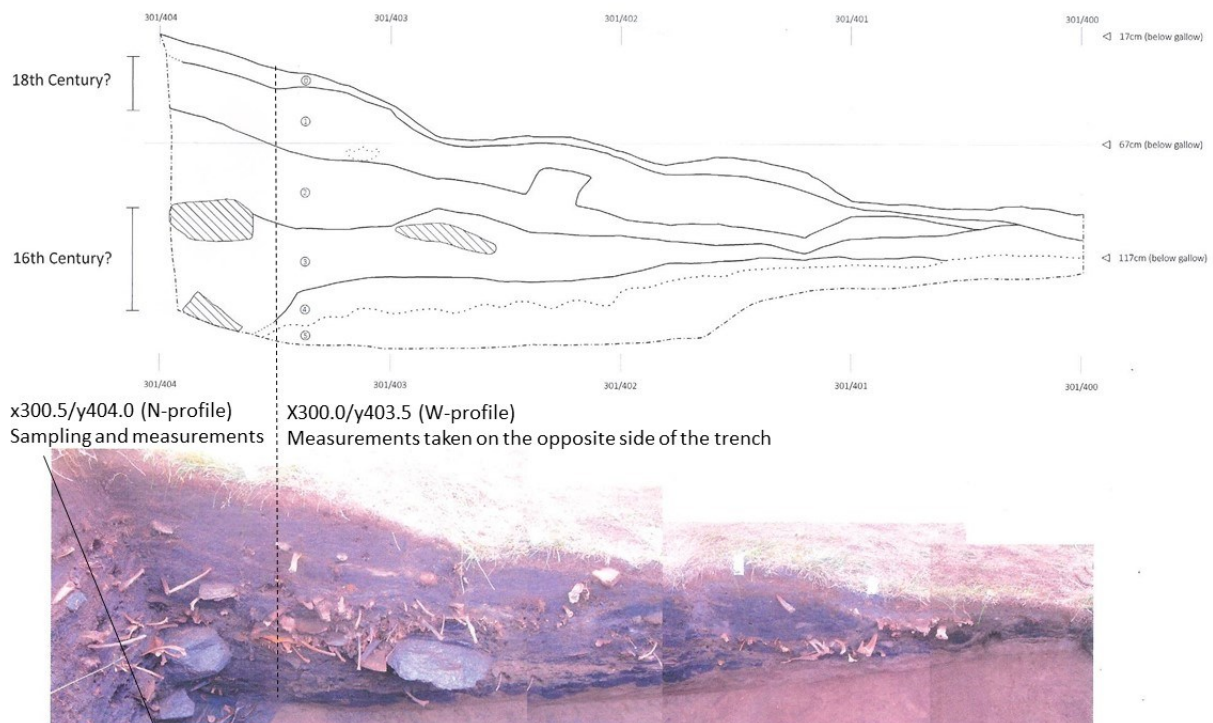 301/404 301/403 301/402 301/401 301/400
◁ 17cm (below gallow)
18th Century?
⓪
①
◁ 67cm (below gallow)
②
16th Century?
③
◁ 117cm (below gallow)
④
⑤
301/404 301/403 301/402 301/401 301/400
x300.5/y404.0 (N-profile)
Sampling and measurements
X300.0/y403.5 (W-profile)
Measurements taken on the opposite side of the trench